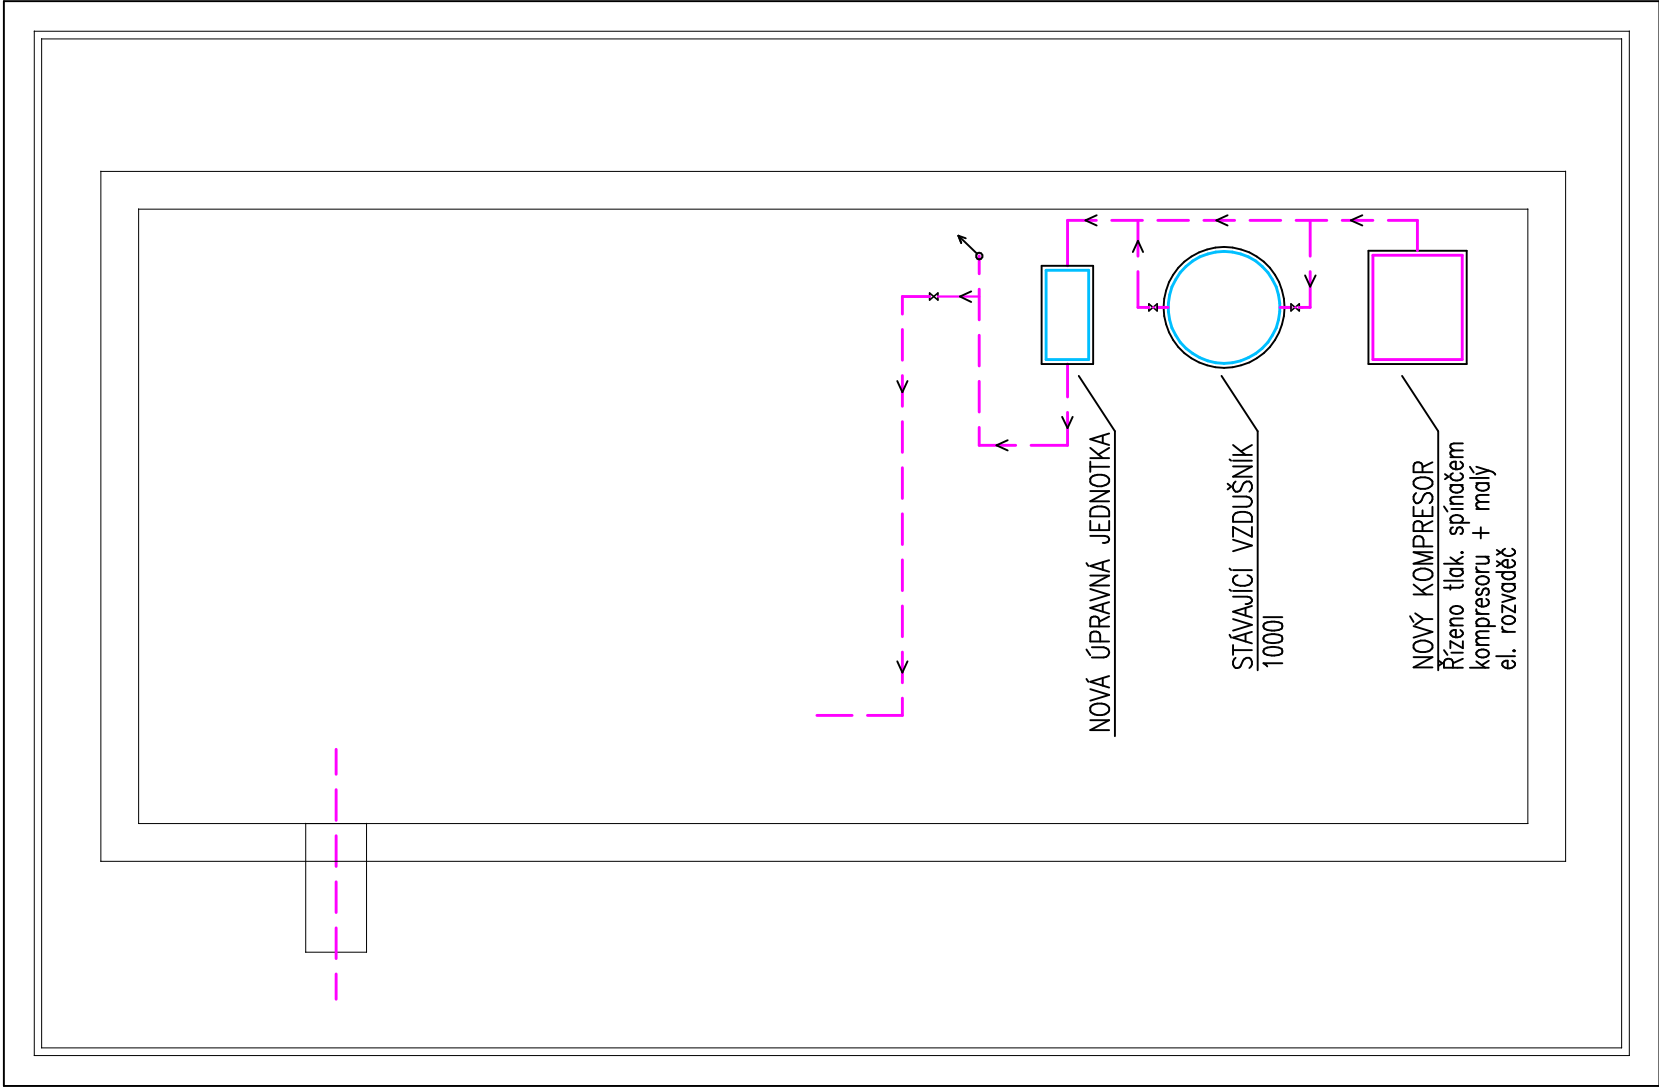 NOVÁ ÚPRAVNÁ JEDNOTKA
STÁVAJÍCÍ VZDUŠNÍK
1000l
NOVÝ KOMPRESOR
Řízeno tlak. spínačem
kompresoru + malý
el. rozvaděč